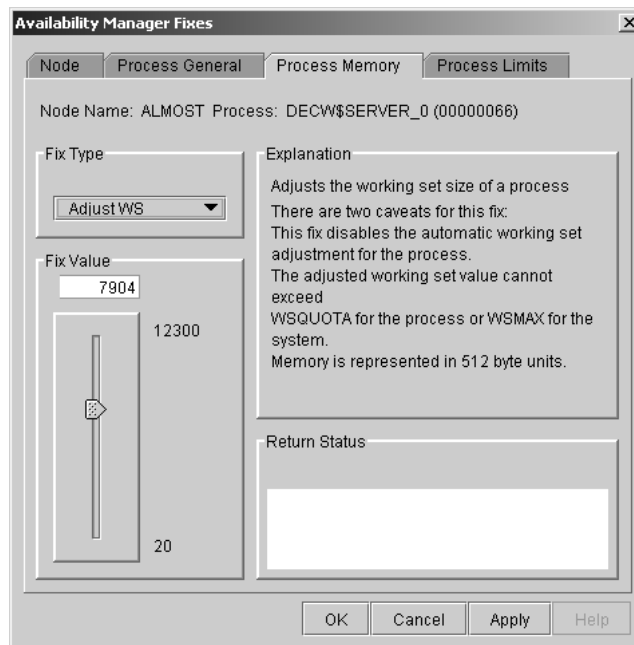 Availability Manager Fixes
Node Process General Process Memory Process Limits
Node Name: ALMOST Process: DECW$SERVER_0 (00000066)
Fix Type
Adjust WS
Fix Value
7904
12300
20
Explanation
Adjusts the working set size of a process
There are two caveats for this fix:
This fix disables the automatic working set
adjustment for the process.
The adjusted working set value cannot
exceed
WSQUOTA for the process or WSMAX for the
system.
Memory is represented in 512 byte units.
Return Status
OK Cancel Apply Help